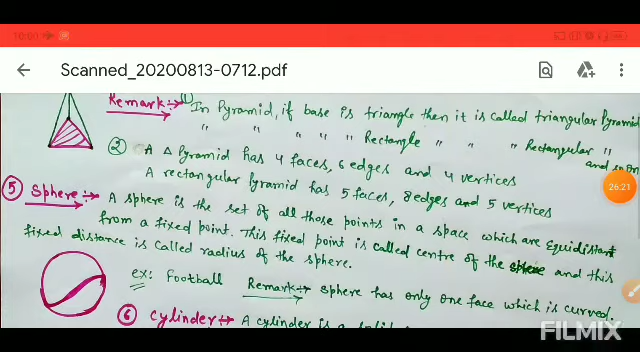 10:00
Scanned_20200813-0712.pdf
Remark:→ ① In Pyramid, if base is triangle then it is called triangular Pyramid
" " " " " Rectangle " " " Rectangular "
and so on
② A △ Pyramid has 4 faces, 6 edges and 4 vertices
A rectangular Pyramid has 5 faces, 8 edges and 5 vertices
26:21
⑤ Sphere:→ A sphere is the set of all those points in a space which are equidistant
from a fixed point. This fixed point is called centre of the sphere and this
fixed distance is called radius of the sphere.
ex: Football Remark:→ sphere has only one face which is curved.
⑥ Cylinder:→ A cylinder is a solid
FILMIX